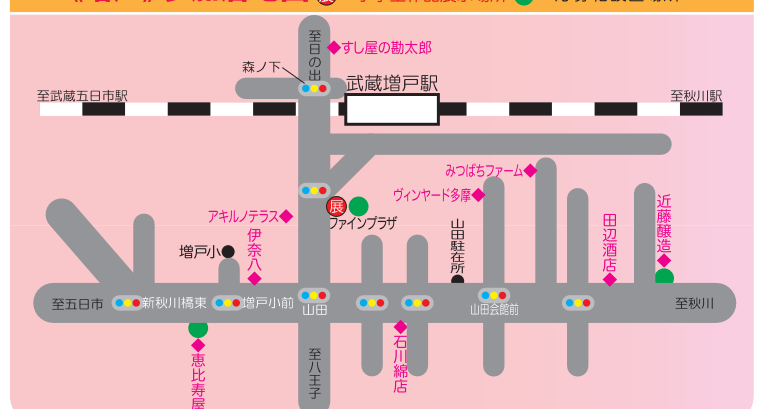 展
至日の出
すし屋の勘太郎
森ノ下
武蔵増戸駅
至武蔵五日市駅
至秋川駅
みつばちファーム
ヴィンヤード多摩
展
ファインプラザ
アキルノテラス
近藤醸造
田辺酒店
山田駐在所
伊奈八
増戸小
至五日市
新秋川橋東
増戸小前
山田
山田会館前
至秋川
恵比寿屋
至八王子
石川綿店